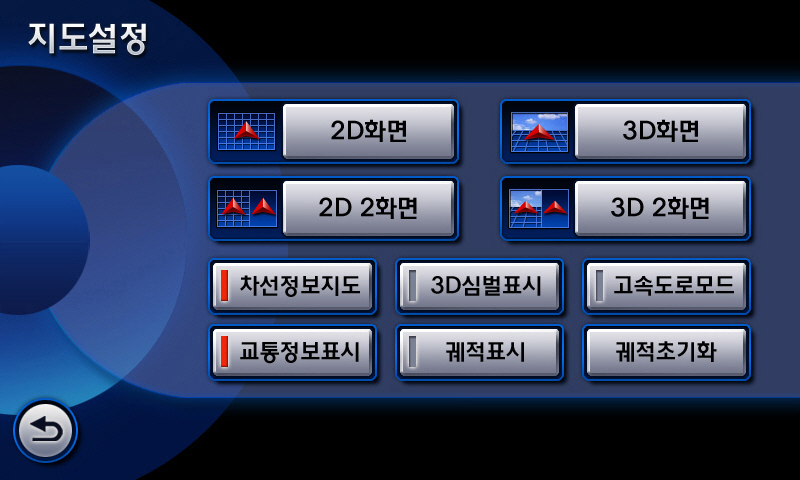 지도설정
2D화면
3D화면
2D 2화면
3D 2화면
차선정보지도
3D심벌표시
고속도로모드
교통정보표시
궤적표시
궤적초기화